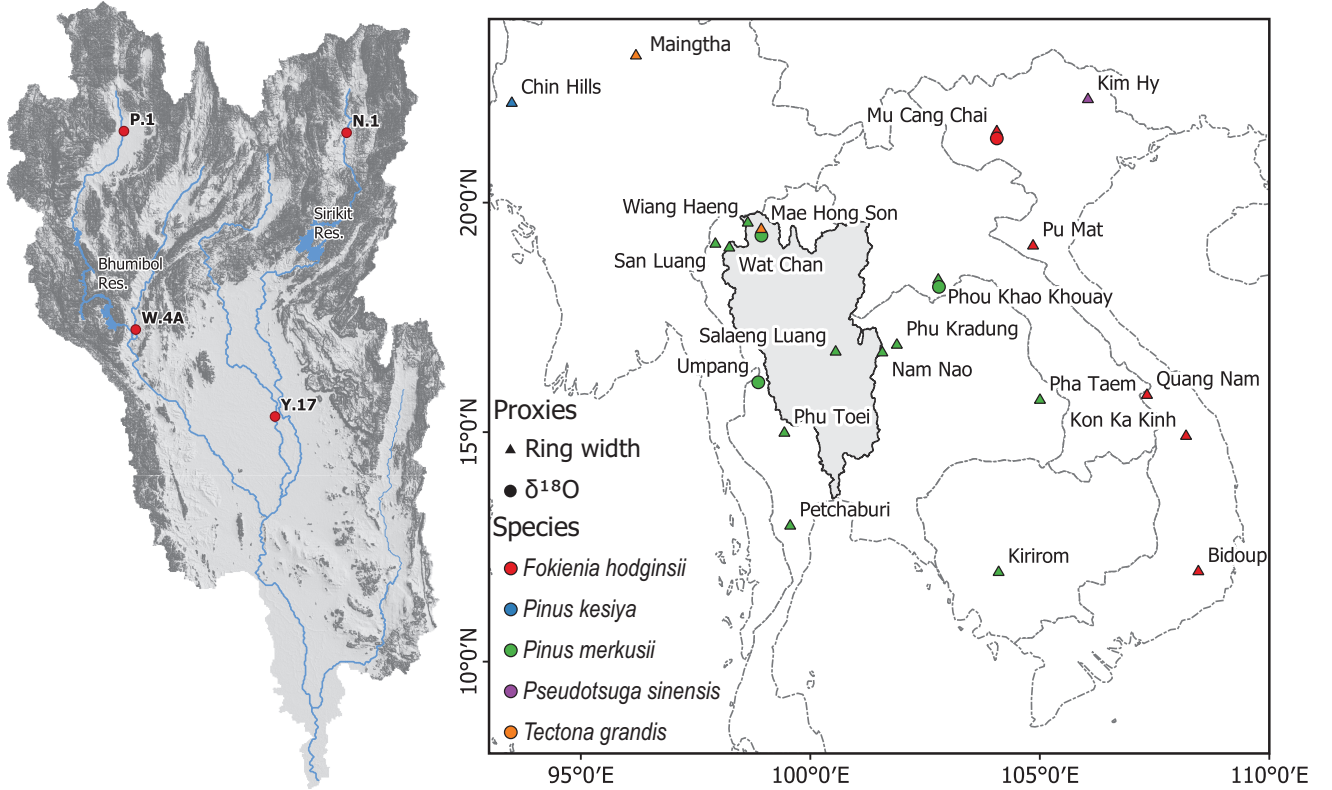 P.1
N.1
Sirikit
Res.
Bhumibol
Res.
W.4A
Y.17
Maingtha
Chin Hills
Kim Hy
Mu Cang Chai
Wiang Haeng
Mae Hong Son
Pu Mat
San Luang
Wat Chan
Phou Khao Khouay
Salaeng Luang
Phu Kradung
Umpang
Nam Nao
Pha Taem
Quang Nam
Phu Toei
Kon Ka Kinh
Petchaburi
Kirirom
Bidoup
Proxies
Ring width
δ¹⁸O
Species
Fokienia hodginsii
Pinus kesiya
Pinus merkusii
Pseudotsuga sinensis
Tectona grandis
20°0′N
15°0′N
10°0′N
95°0′E
100°0′E
105°0′E
110°0′E